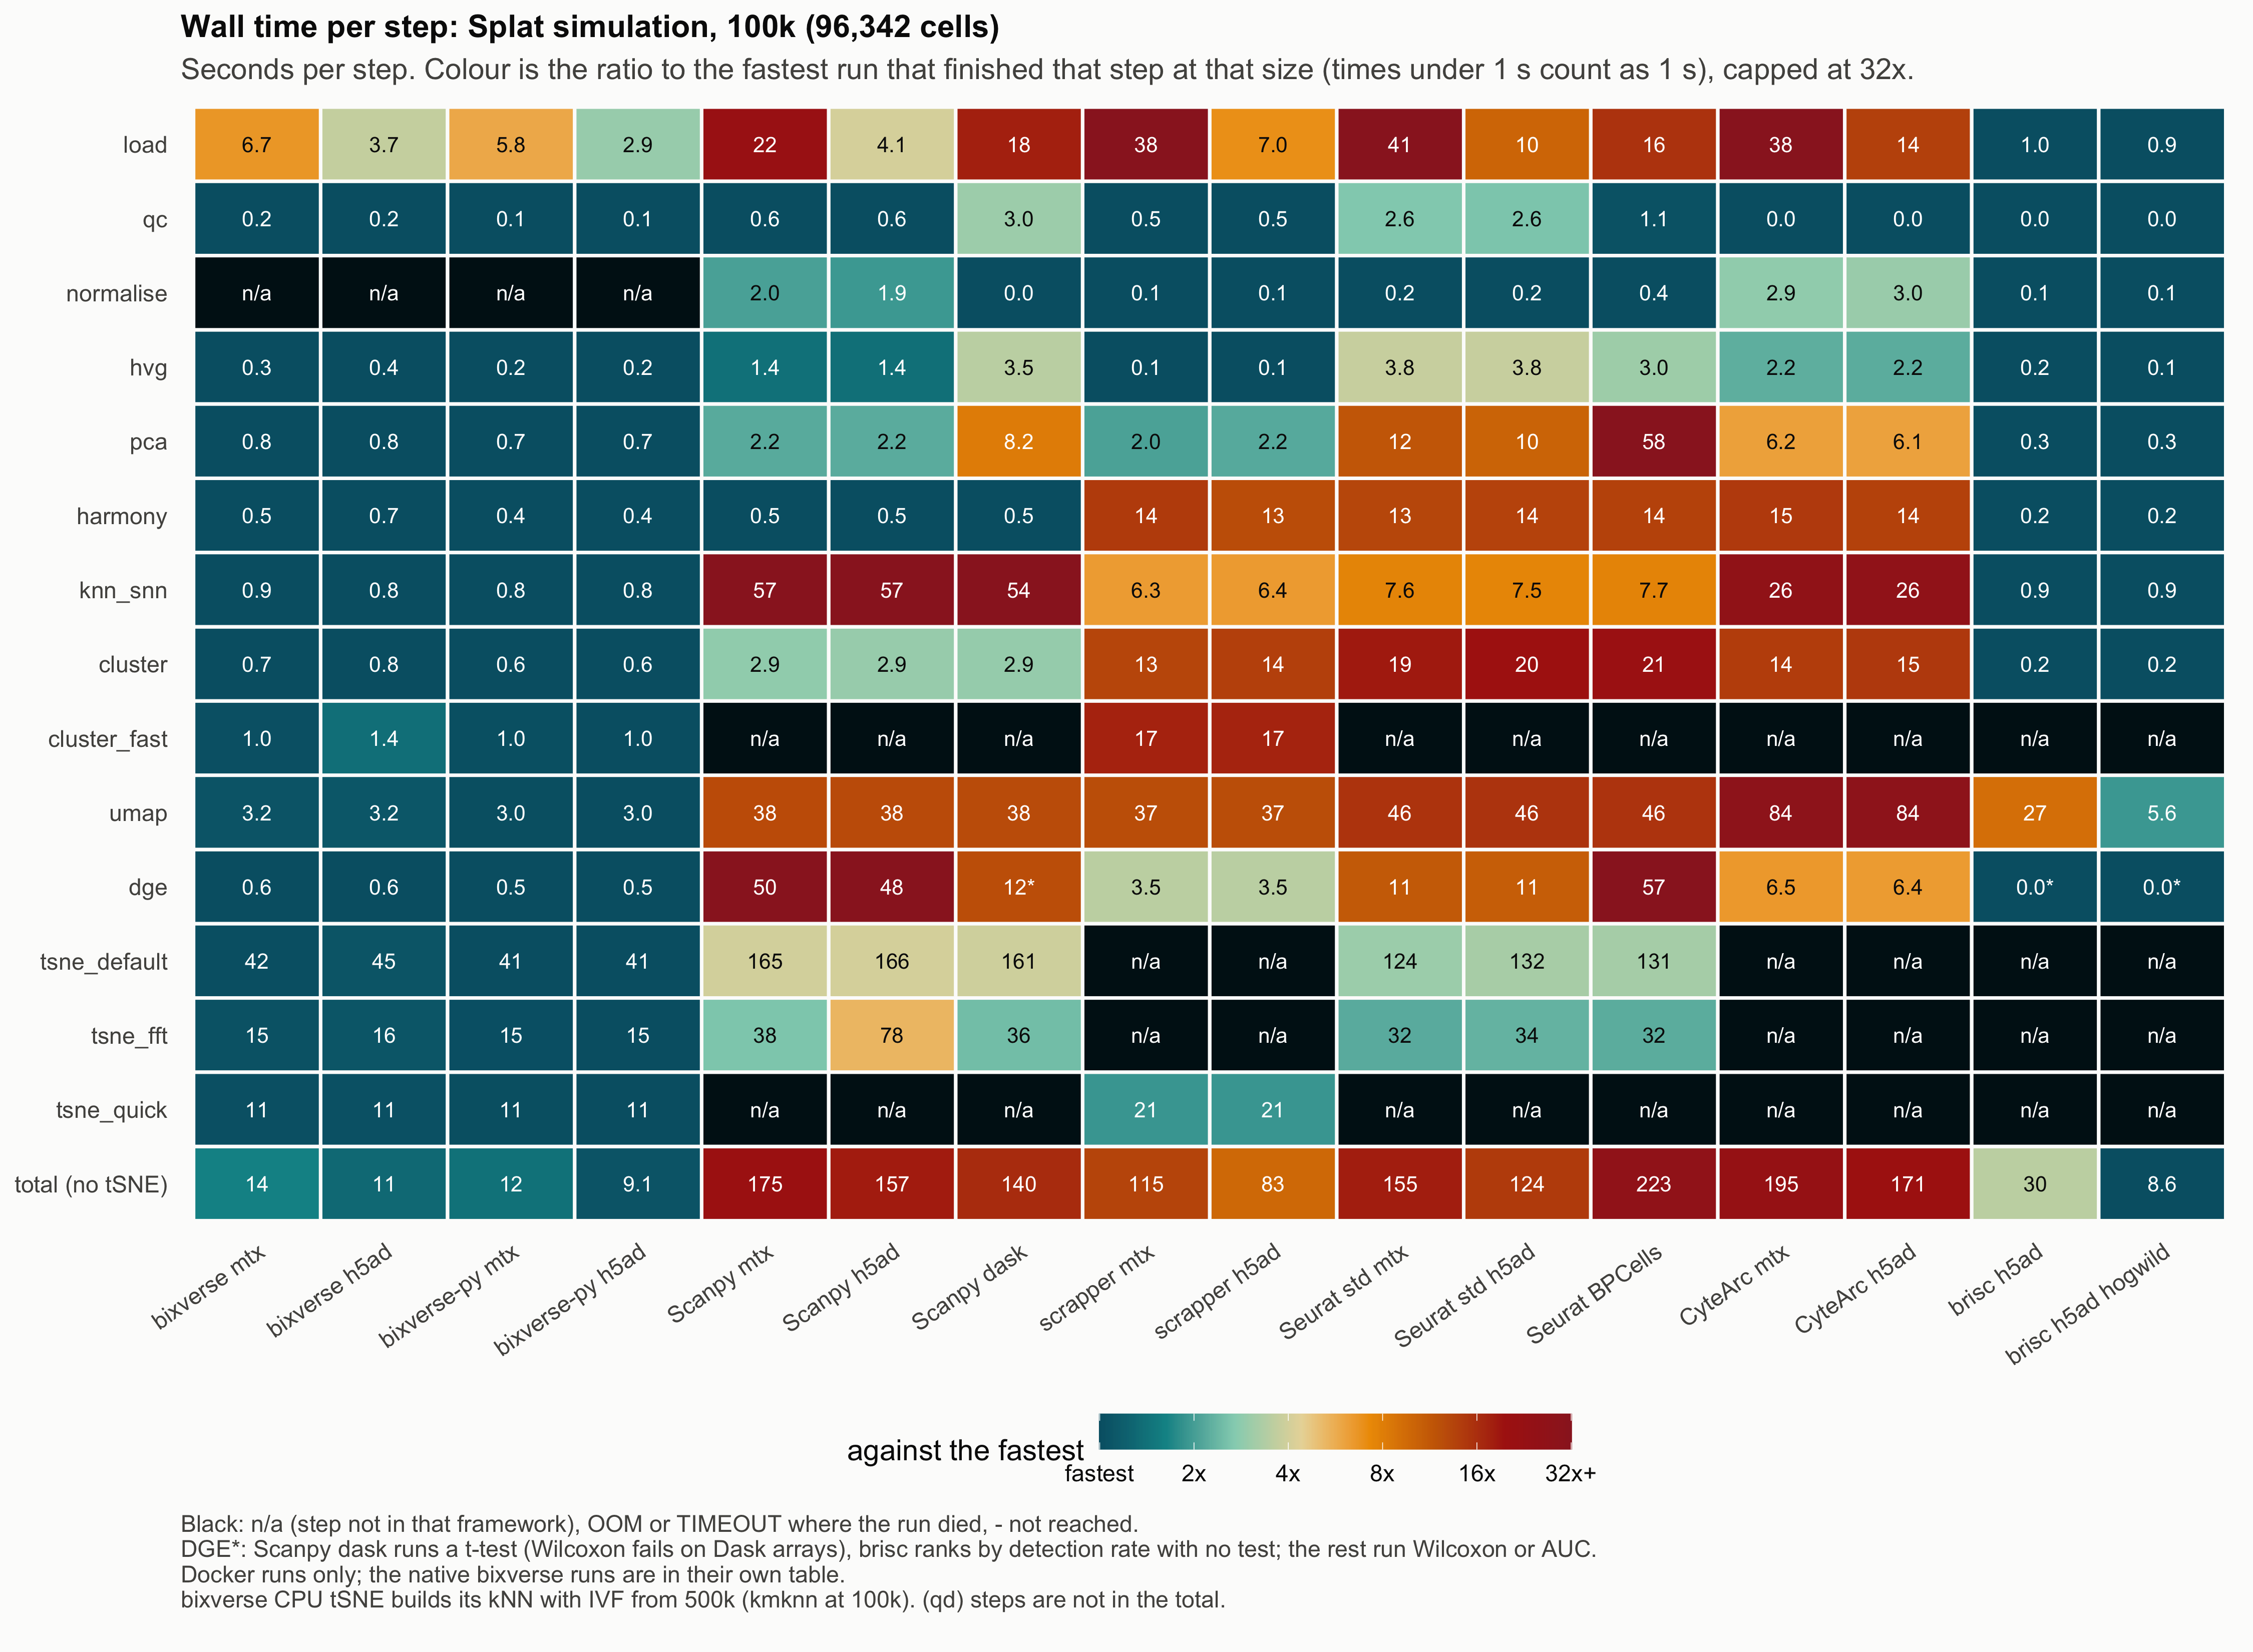 Wall time per step: Splat simulation, 100k (96,342 cells)
Seconds per step. Colour is the ratio to the fastest run that finished that step at that size (times under 1 s count as 1 s), capped at 32x.
load 6.7 3.7 5.8 2.9 22 4.1 18 38 7.0 41 10 16 38 14 1.0 0.9
qc 0.2 0.2 0.1 0.1 0.6 0.6 3.0 0.5 0.5 2.6 2.6 1.1 0.0 0.0 0.0 0.0
normalise n/a n/a n/a n/a 2.0 1.9 0.0 0.1 0.1 0.2 0.2 0.4 2.9 3.0 0.1 0.1
hvg 0.3 0.4 0.2 0.2 1.4 1.4 3.5 0.1 0.1 3.8 3.8 3.0 2.2 2.2 0.2 0.1
pca 0.8 0.8 0.7 0.7 2.2 2.2 8.2 2.0 2.2 12 10 58 6.2 6.1 0.3 0.3
harmony 0.5 0.7 0.4 0.4 0.5 0.5 0.5 14 13 13 14 14 15 14 0.2 0.2
knn_snn 0.9 0.8 0.8 0.8 57 57 54 6.3 6.4 7.6 7.5 7.7 26 26 0.9 0.9
cluster 0.7 0.8 0.6 0.6 2.9 2.9 2.9 13 14 19 20 21 14 15 0.2 0.2
cluster_fast 1.0 1.4 1.0 1.0 n/a n/a n/a 17 17 n/a n/a n/a n/a n/a n/a n/a
umap 3.2 3.2 3.0 3.0 38 38 38 37 37 46 46 46 84 84 27 5.6
dge 0.6 0.6 0.5 0.5 50 48 12* 3.5 3.5 11 11 57 6.5 6.4 0.0* 0.0*
tsne_default 42 45 41 41 165 166 161 n/a n/a 124 132 131 n/a n/a n/a n/a
tsne_fft 15 16 15 15 38 78 36 n/a n/a 32 34 32 n/a n/a n/a n/a
tsne_quick 11 11 11 11 n/a n/a n/a 21 21 n/a n/a n/a n/a n/a n/a n/a
total (no tSNE) 14 11 12 9.1 175 157 140 115 83 155 124 223 195 171 30 8.6
bixverse mtx
bixverse h5ad
bixverse-py mtx
bixverse-py h5ad
Scanpy mtx
Scanpy h5ad
Scanpy dask
scrapper mtx
scrapper h5ad
Seurat std mtx
Seurat std h5ad
Seurat BPCells
CyteArc mtx
CyteArc h5ad
brisc h5ad
brisc h5ad hogwild
against the fastest
fastest 2x 4x 8x 16x 32x+
Black: n/a (step not in that framework), OOM or TIMEOUT where the run died, - not reached.
DGE*: Scanpy dask runs a t-test (Wilcoxon fails on Dask arrays), brisc ranks by detection rate with no test; the rest run Wilcoxon or AUC.
Docker runs only; the native bixverse runs are in their own table.
bixverse CPU tSNE builds its kNN with IVF from 500k (kmknn at 100k). (qd) steps are not in the total.